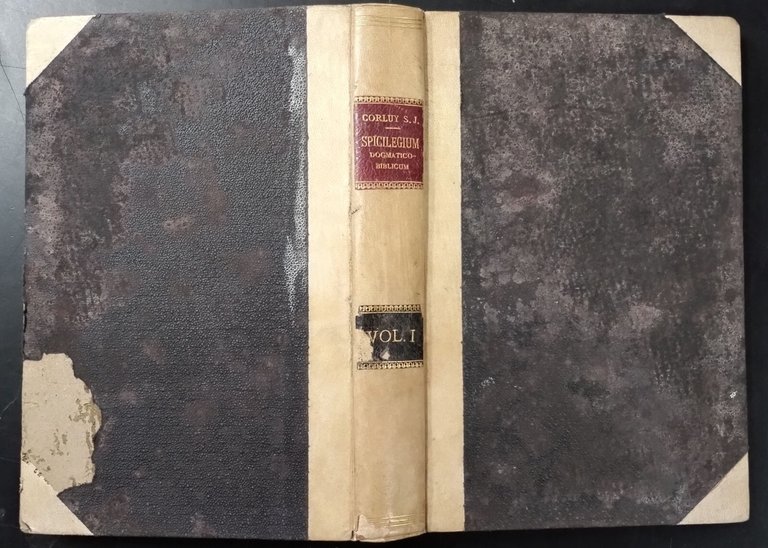 CORLUY S. J.
SPICILEGIUM
DOGMATICO-
BIBLICUM
VOL. I